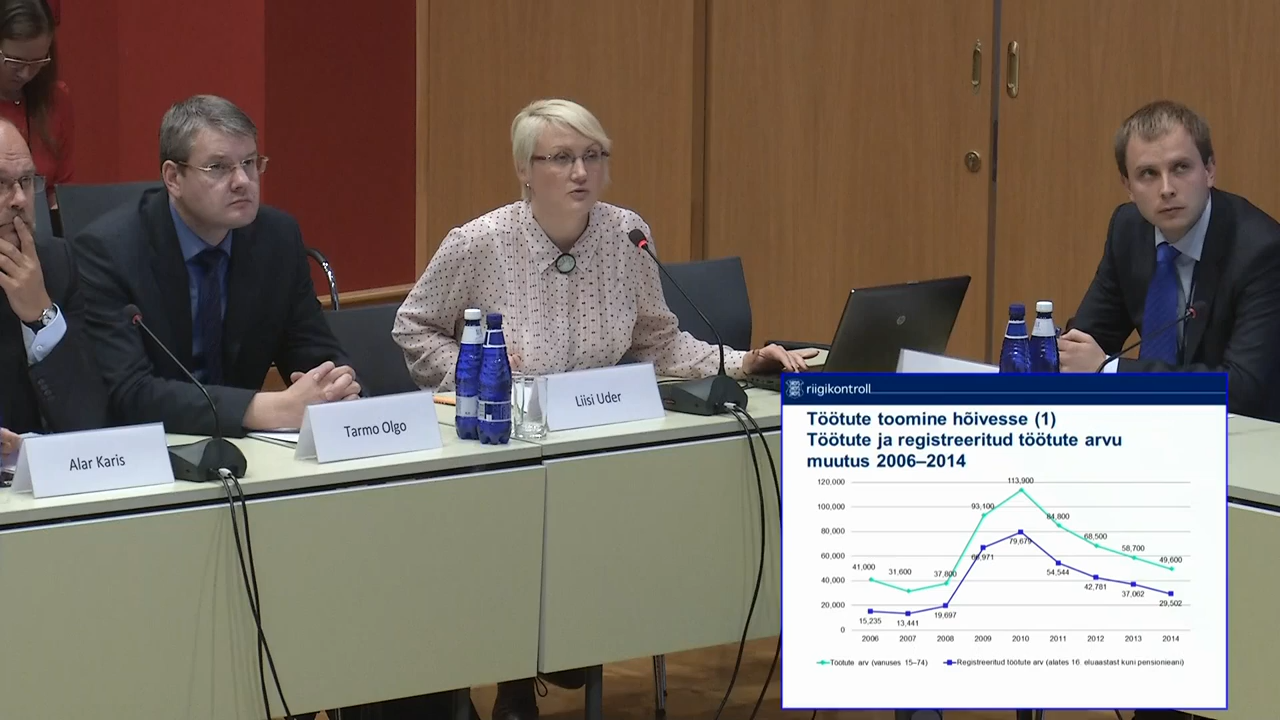 Alar Karis
Tarmo Olgo
Liisi Uder
riigikontroll
Töötute toomine hõivesse (1)
Töötute ja registreeritud töötute arvu
muutus 2006–2014
120,000
100,000
80,000
60,000
40,000
20,000
0
41,000
31,600
37,800
93,100
113,900
84,800
68,500
58,700
49,600
15,235
13,441
19,697
66,971
79,679
54,544
42,781
37,062
29,502
2006 2007 2008 2009 2010 2011 2012 2013 2014
Töötute arv (vanuses 15–74)
Registreeritud töötute arv (alates 16. eluaastast kuni pensionieani)